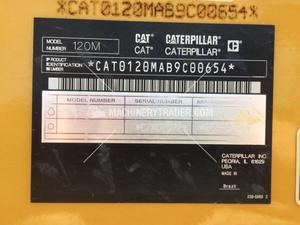 *CAT0120MAB9C00654*
MODEL 120M CAT® CATERPILLAR®
CAT® CATERPILLAR®
IP PRODUCT
IDENTIFICATION
NUMBER *CAT0120MAB9C00654*
MODEL NUMBER SERIAL NUMBER
MACHINERYTRADER.COM
CATERPILLAR INC.
PEORIA, IL 61629
USA
MADE IN
Brazil